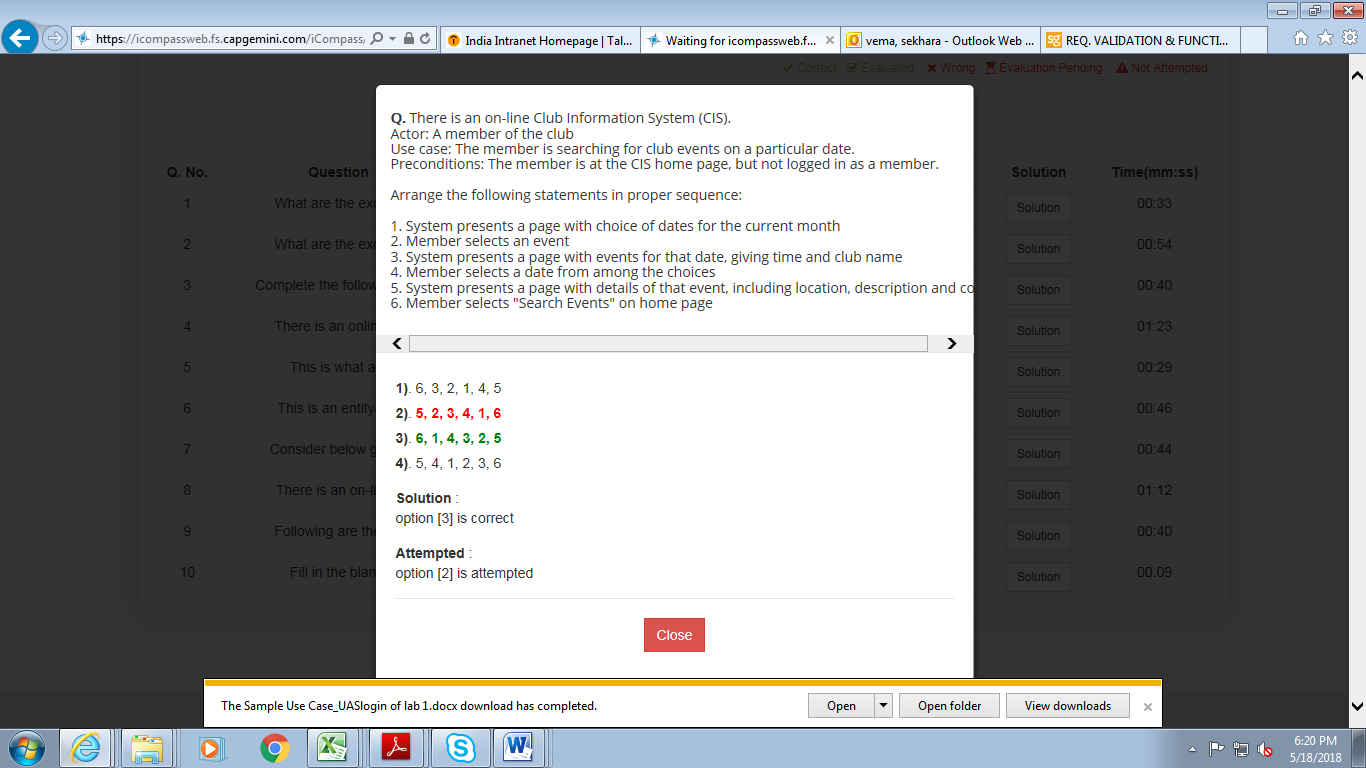 https://icompassweb.fs.capgemini.com/iCompass/
India Intranet Homepage | Tal...
Waiting for icompassweb.f...
vema, sekhara - Outlook Web ...
SG REQ. VALIDATION & FUNCTI...
Correct Evaluated Wrong Evaluation Pending Not Attempted
Q. There is an on-line Club Information System (CIS).
Actor: A member of the club
Use case: The member is searching for club events on a particular date.
Preconditions: The member is at the CIS home page, but not logged in as a member.
Arrange the following statements in proper sequence:
1. System presents a page with choice of dates for the current month
2. Member selects an event
3. System presents a page with events for that date, giving time and club name
4. Member selects a date from among the choices
5. System presents a page with details of that event, including location, description and co
6. Member selects "Search Events" on home page
1). 6, 3, 2, 1, 4, 5
2). 5, 2, 3, 4, 1, 6
3). 6, 1, 4, 3, 2, 5
4). 5, 4, 1, 2, 3, 6
Solution :
option [3] is correct
Attempted :
option [2] is attempted
Close
Q. No. Question Solution Time(mm:ss)
1 What are the exc Solution 00:33
2 What are the exc Solution 00:54
3 Complete the follow Solution 00:40
4 There is an onlin Solution 01:23
5 This is what a Solution 00:29
6 This is an entity Solution 00:46
7 Consider below g Solution 00:44
8 There is an on-li Solution 01:12
9 Following are the Solution 00:40
10 Fill in the blan Solution 00:09
The Sample Use Case_UASlogin of lab 1.docx download has completed.
Open Open folder View downloads
6:20 PM
5/18/2018